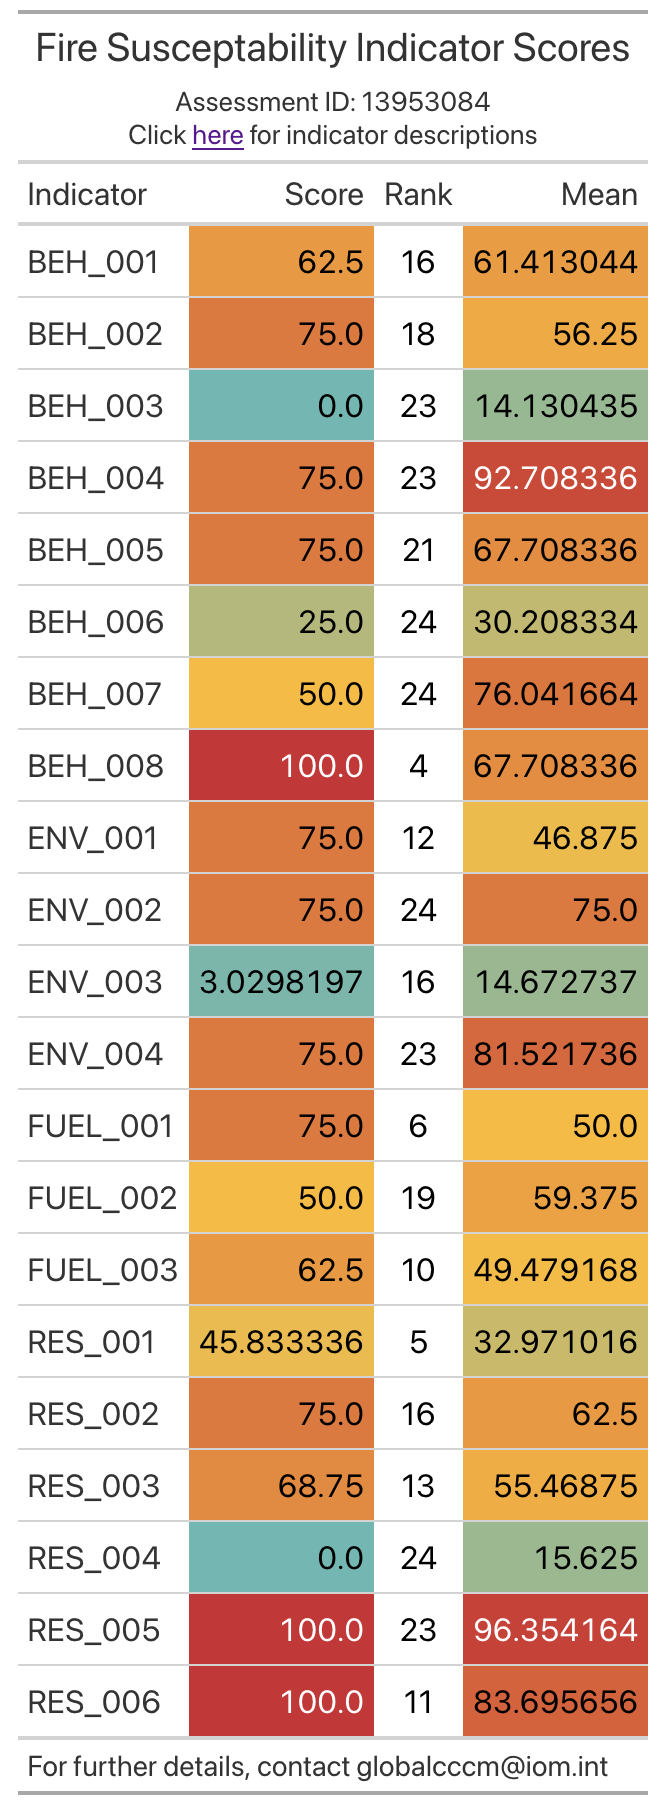 Fire Susceptability Indicator Scores
Assessment ID: 13953084
Click here for indicator descriptions
Indicator Score Rank Mean
BEH_001 62.5 16 61.413044
BEH_002 75.0 18 56.25
BEH_003 0.0 23 14.130435
BEH_004 75.0 23 92.708336
BEH_005 75.0 21 67.708336
BEH_006 25.0 24 30.208334
BEH_007 50.0 24 76.041664
BEH_008 100.0 4 67.708336
ENV_001 75.0 12 46.875
ENV_002 75.0 24 75.0
ENV_003 3.0298197 16 14.672737
ENV_004 75.0 23 81.521736
FUEL_001 75.0 6 50.0
FUEL_002 50.0 19 59.375
FUEL_003 62.5 10 49.479168
RES_001 45.833336 5 32.971016
RES_002 75.0 16 62.5
RES_003 68.75 13 55.46875
RES_004 0.0 24 15.625
RES_005 100.0 23 96.354164
RES_006 100.0 11 83.695656
For further details, contact globalcccm@iom.int